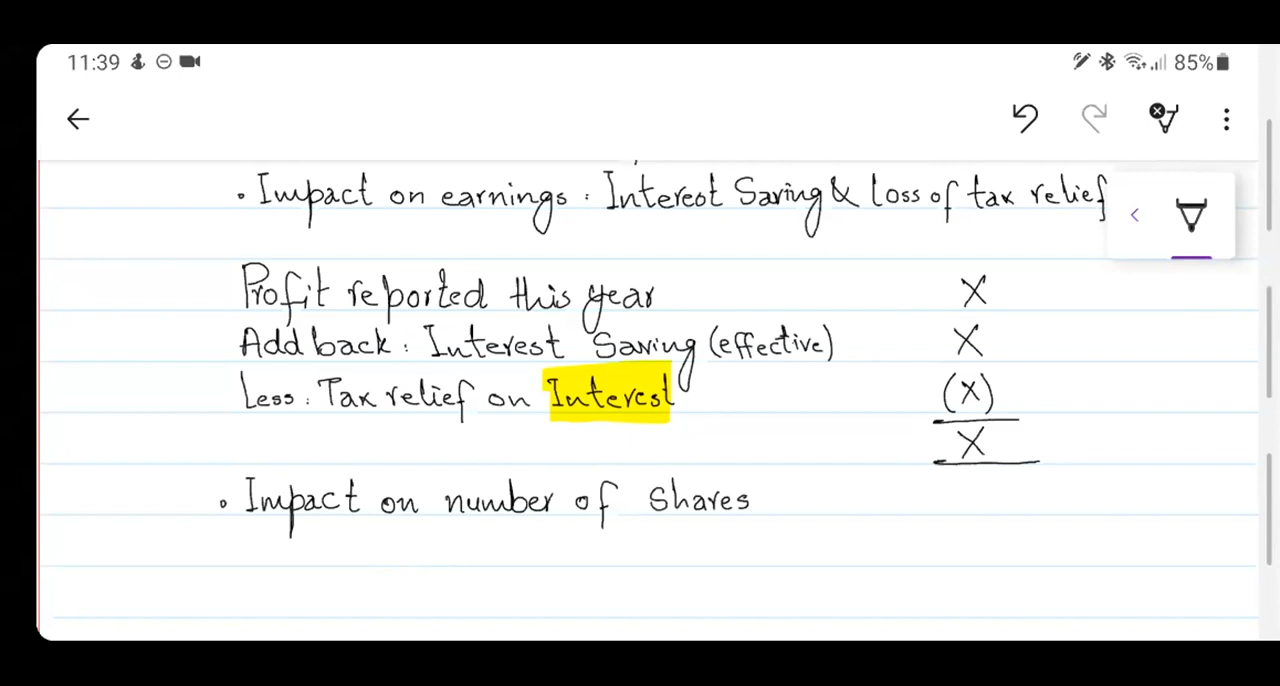 11:39 85%
• Impact on earnings : Interest Saving & loss of tax relief
Profit reported this year X
Add back : Interest Saving (effective) X
Less : Tax relief on Interest (X)
X
• Impact on number of shares